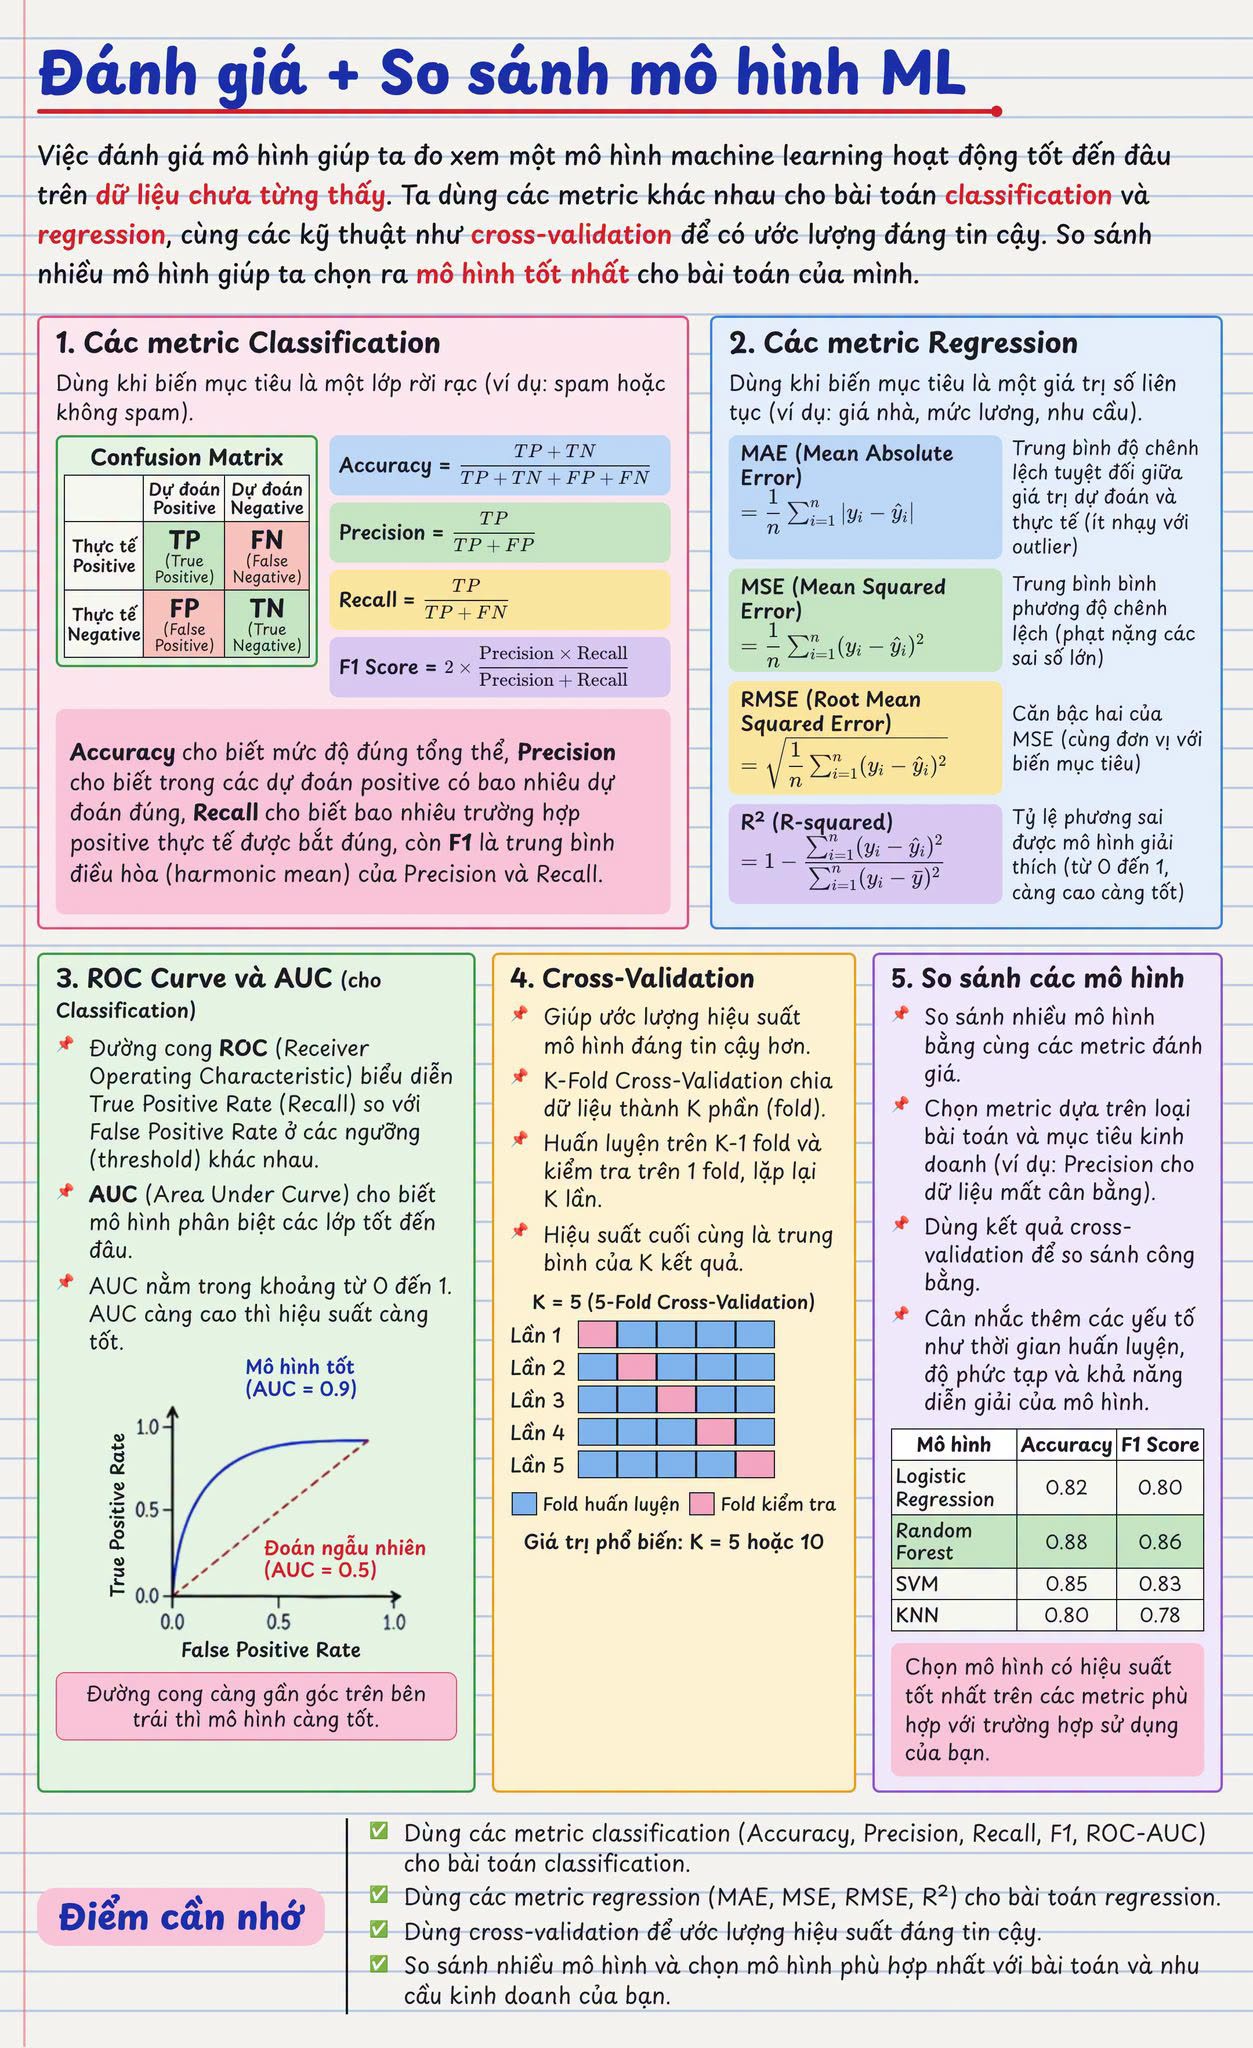 Đánh giá + So sánh mô hình ML
Việc đánh giá mô hình giúp ta đo xem một mô hình machine learning hoạt động tốt đến đâu
trên dữ liệu chưa từng thấy. Ta dùng các metric khác nhau cho bài toán classification và
regression, cùng các kỹ thuật như cross-validation để có ước lượng đáng tin cậy. So sánh
nhiều mô hình giúp ta chọn ra mô hình tốt nhất cho bài toán của mình.
1. Các metric Classification
Dùng khi biến mục tiêu là một lớp rời rạc (ví dụ: spam hoặc
không spam).
Confusion Matrix
Dự đoán Positive | Dự đoán Negative
Thực tế Positive | TP (True Positive) | FN (False Negative)
Thực tế Negative | FP (False Positive) | TN (True Negative)
Accuracy = (TP + TN) / (TP + TN + FP + FN)
Precision = TP / (TP + FP)
Recall = TP / (TP + FN)
F1 Score = 2 × (Precision × Recall) / (Precision + Recall)
Accuracy cho biết mức độ đúng tổng thể, Precision
cho biết trong các dự đoán positive có bao nhiêu dự
đoán đúng, Recall cho biết bao nhiêu trường hợp
positive thực tế được bắt đúng, còn F1 là trung bình
điều hòa (harmonic mean) của Precision và Recall.
2. Các metric Regression
Dùng khi biến mục tiêu là một giá trị số liên
tục (ví dụ: giá nhà, mức lương, nhu cầu).
MAE (Mean Absolute
Error)
= 1/n ∑ⁿᵢ₌₁ |yᵢ − ŷᵢ|
Trung bình độ chênh
lệch tuyệt đối giữa
giá trị dự đoán và
thực tế (ít nhạy với
outlier)
MSE (Mean Squared
Error)
= 1/n ∑ⁿᵢ₌₁ (yᵢ − ŷᵢ)²
Trung bình bình
phương độ chênh
lệch (phạt nặng các
sai số lớn)
RMSE (Root Mean
Squared Error)
= √(1/n ∑ⁿᵢ₌₁ (yᵢ − ŷᵢ)²)
Căn bậc hai của
MSE (cùng đơn vị với
biến mục tiêu)
R² (R-squared)
= 1 − ∑ⁿᵢ₌₁ (yᵢ − ŷᵢ)² / ∑ⁿᵢ₌₁ (yᵢ − ȳ)²
Tỷ lệ phương sai
được mô hình giải
thích (từ 0 đến 1,
càng cao càng tốt)
3. ROC Curve và AUC (cho
Classification)
📌 Đường cong ROC (Receiver
Operating Characteristic) biểu diễn
True Positive Rate (Recall) so với
False Positive Rate ở các ngưỡng
(threshold) khác nhau.
📌 AUC (Area Under Curve) cho biết
mô hình phân biệt các lớp tốt đến
đâu.
📌 AUC nằm trong khoảng từ 0 đến 1.
AUC càng cao thì hiệu suất càng
tốt.
Mô hình tốt
(AUC = 0.9)
True Positive Rate
1.0
0.5
0.0
Đoán ngẫu nhiên
(AUC = 0.5)
0.0 0.5 1.0
False Positive Rate
Đường cong càng gần góc trên bên
trái thì mô hình càng tốt.
4. Cross-Validation
📌 Giúp ước lượng hiệu suất
mô hình đáng tin cậy hơn.
📌 K-Fold Cross-Validation chia
dữ liệu thành K phần (fold).
📌 Huấn luyện trên K-1 fold và
kiểm tra trên 1 fold, lặp lại
K lần.
📌 Hiệu suất cuối cùng là trung
bình của K kết quả.
K = 5 (5-Fold Cross-Validation)
Lần 1
Lần 2
Lần 3
Lần 4
Lần 5
Fold huấn luyện Fold kiểm tra
Giá trị phổ biến: K = 5 hoặc 10
5. So sánh các mô hình
📌 So sánh nhiều mô hình
bằng cùng các metric đánh
giá.
📌 Chọn metric dựa trên loại
bài toán và mục tiêu kinh
doanh (ví dụ: Precision cho
dữ liệu mất cân bằng).
📌 Dùng kết quả cross-
validation để so sánh công
bằng.
📌 Cân nhắc thêm các yếu tố
như thời gian huấn luyện,
độ phức tạp và khả năng
diễn giải của mô hình.
Mô hình | Accuracy | F1 Score
Logistic Regression | 0.82 | 0.80
Random Forest | 0.88 | 0.86
SVM | 0.85 | 0.83
KNN | 0.80 | 0.78
Chọn mô hình có hiệu suất
tốt nhất trên các metric phù
hợp với trường hợp sử dụng
của bạn.
Điểm cần nhớ
✅ Dùng các metric classification (Accuracy, Precision, Recall, F1, ROC-AUC)
cho bài toán classification.
✅ Dùng các metric regression (MAE, MSE, RMSE, R²) cho bài toán regression.
✅ Dùng cross-validation để ước lượng hiệu suất đáng tin cậy.
✅ So sánh nhiều mô hình và chọn mô hình phù hợp nhất với bài toán và nhu
cầu kinh doanh của bạn.